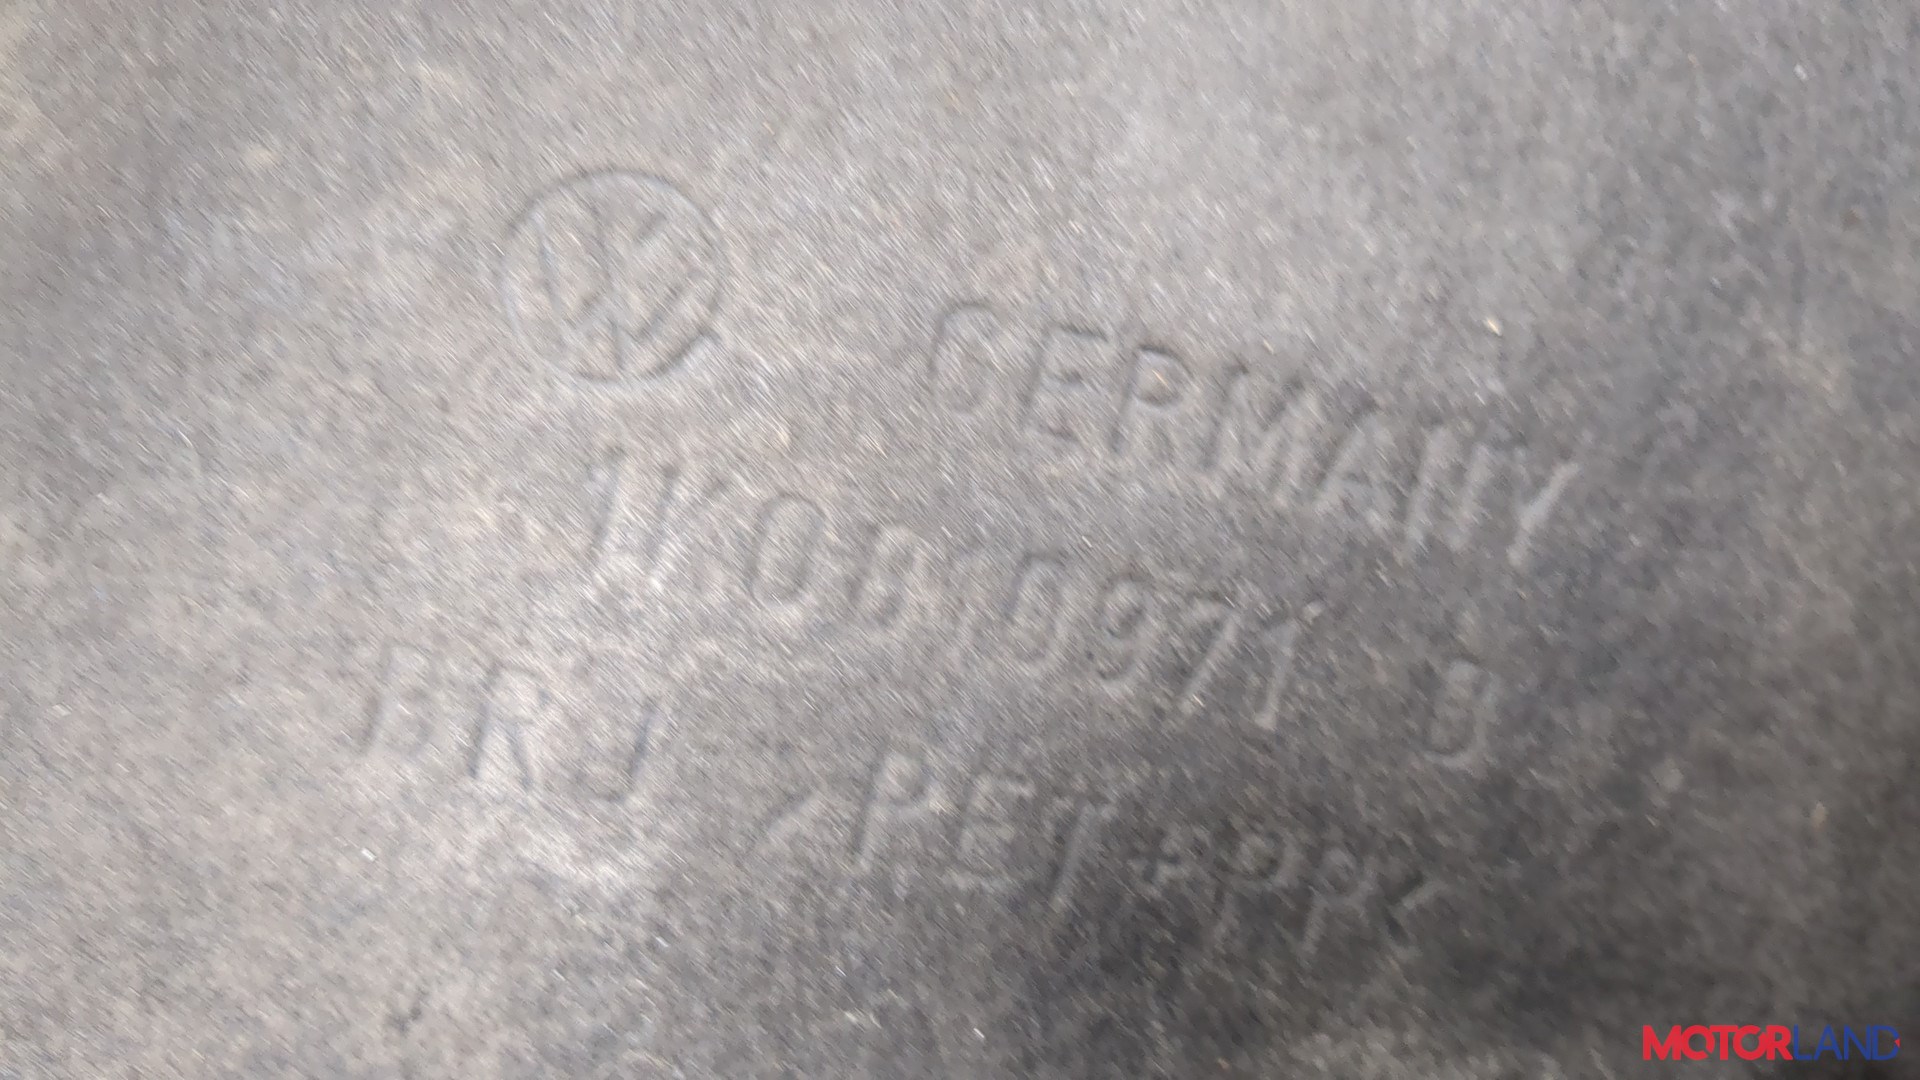 GERMANY
1K0810971 B
BRJ >PET+PP<
MOTORLAND